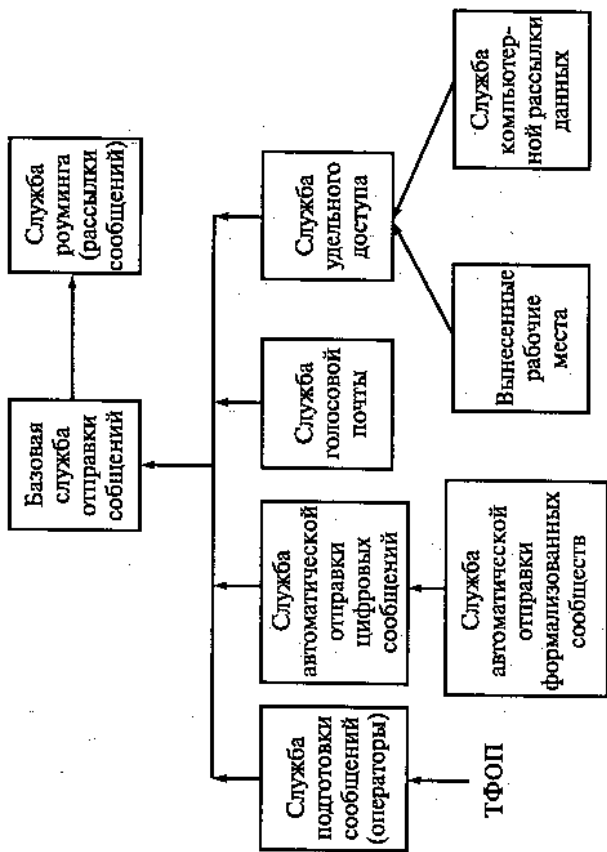 Базовая
служба
отправки
собщений
Служба
роуминга
(рассылки
сообщений)
Служба
подготовки
сообщений
(операторы)
Служба
автоматической
отправки
цифровых
сообщений
Служба
голосовой
почты
Служба
удельного
доступа
ТФОП
Служба
автоматической
отправки
формализованных
сообществ
Вынесенные
рабочие
места
Служба
компьютер-
ной рассылки
данных